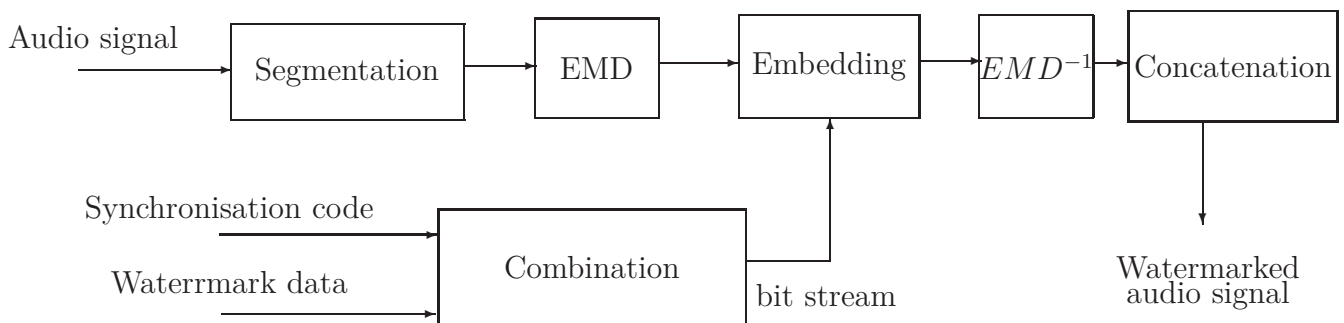 Audio signal
Segmentation
EMD
Embedding
EMD⁻¹
Concatenation
Synchronisation code
Waterrmark data
Combination
bit stream
Watermarked
audio signal